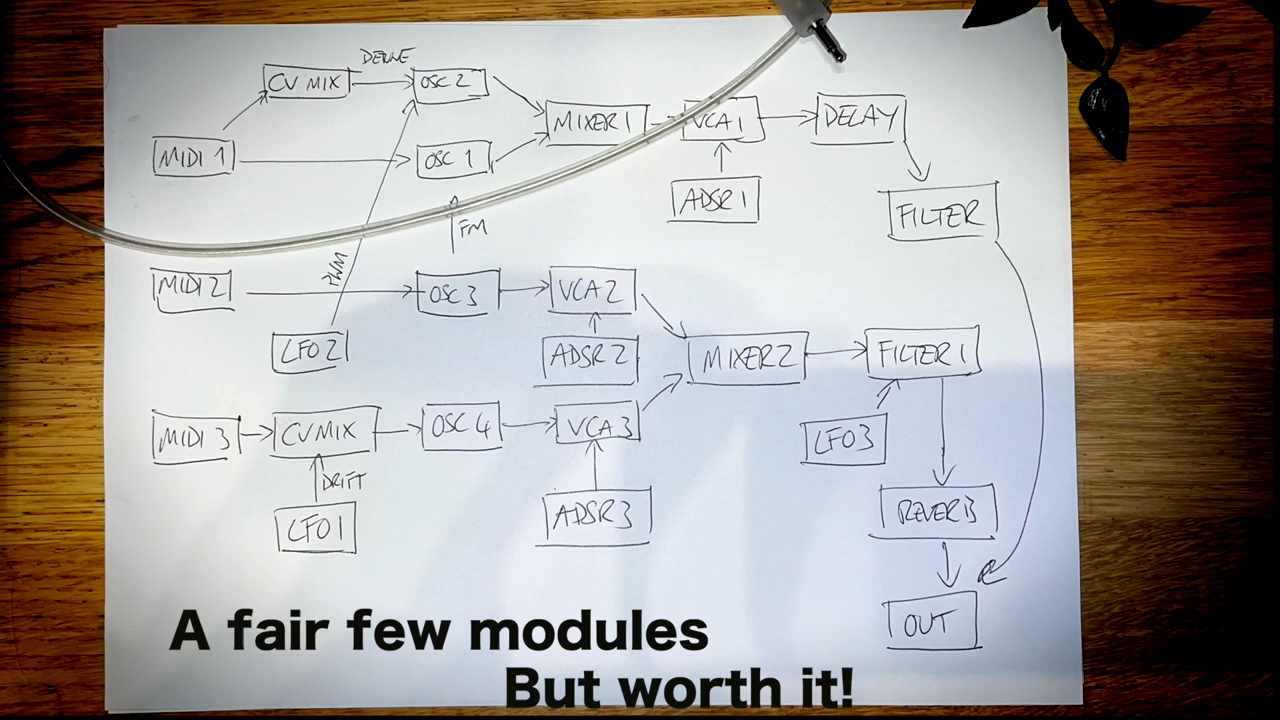 DETUNE
CV MIX
OSC 2
MIXER 1
VCA 1
DELAY
MIDI 1
OSC 1
ADSR 1
FILTER
FM
PWM
MIDI 2
OSC 3
VCA 2
LFO 2
ADSR 2
MIXER 2
FILTER 1
MIDI 3
CV MIX
OSC 4
VCA 3
LFO 3
DRIFT
LFO 1
ADSR 3
REVERB
OUT
A fair few modules
But worth it!